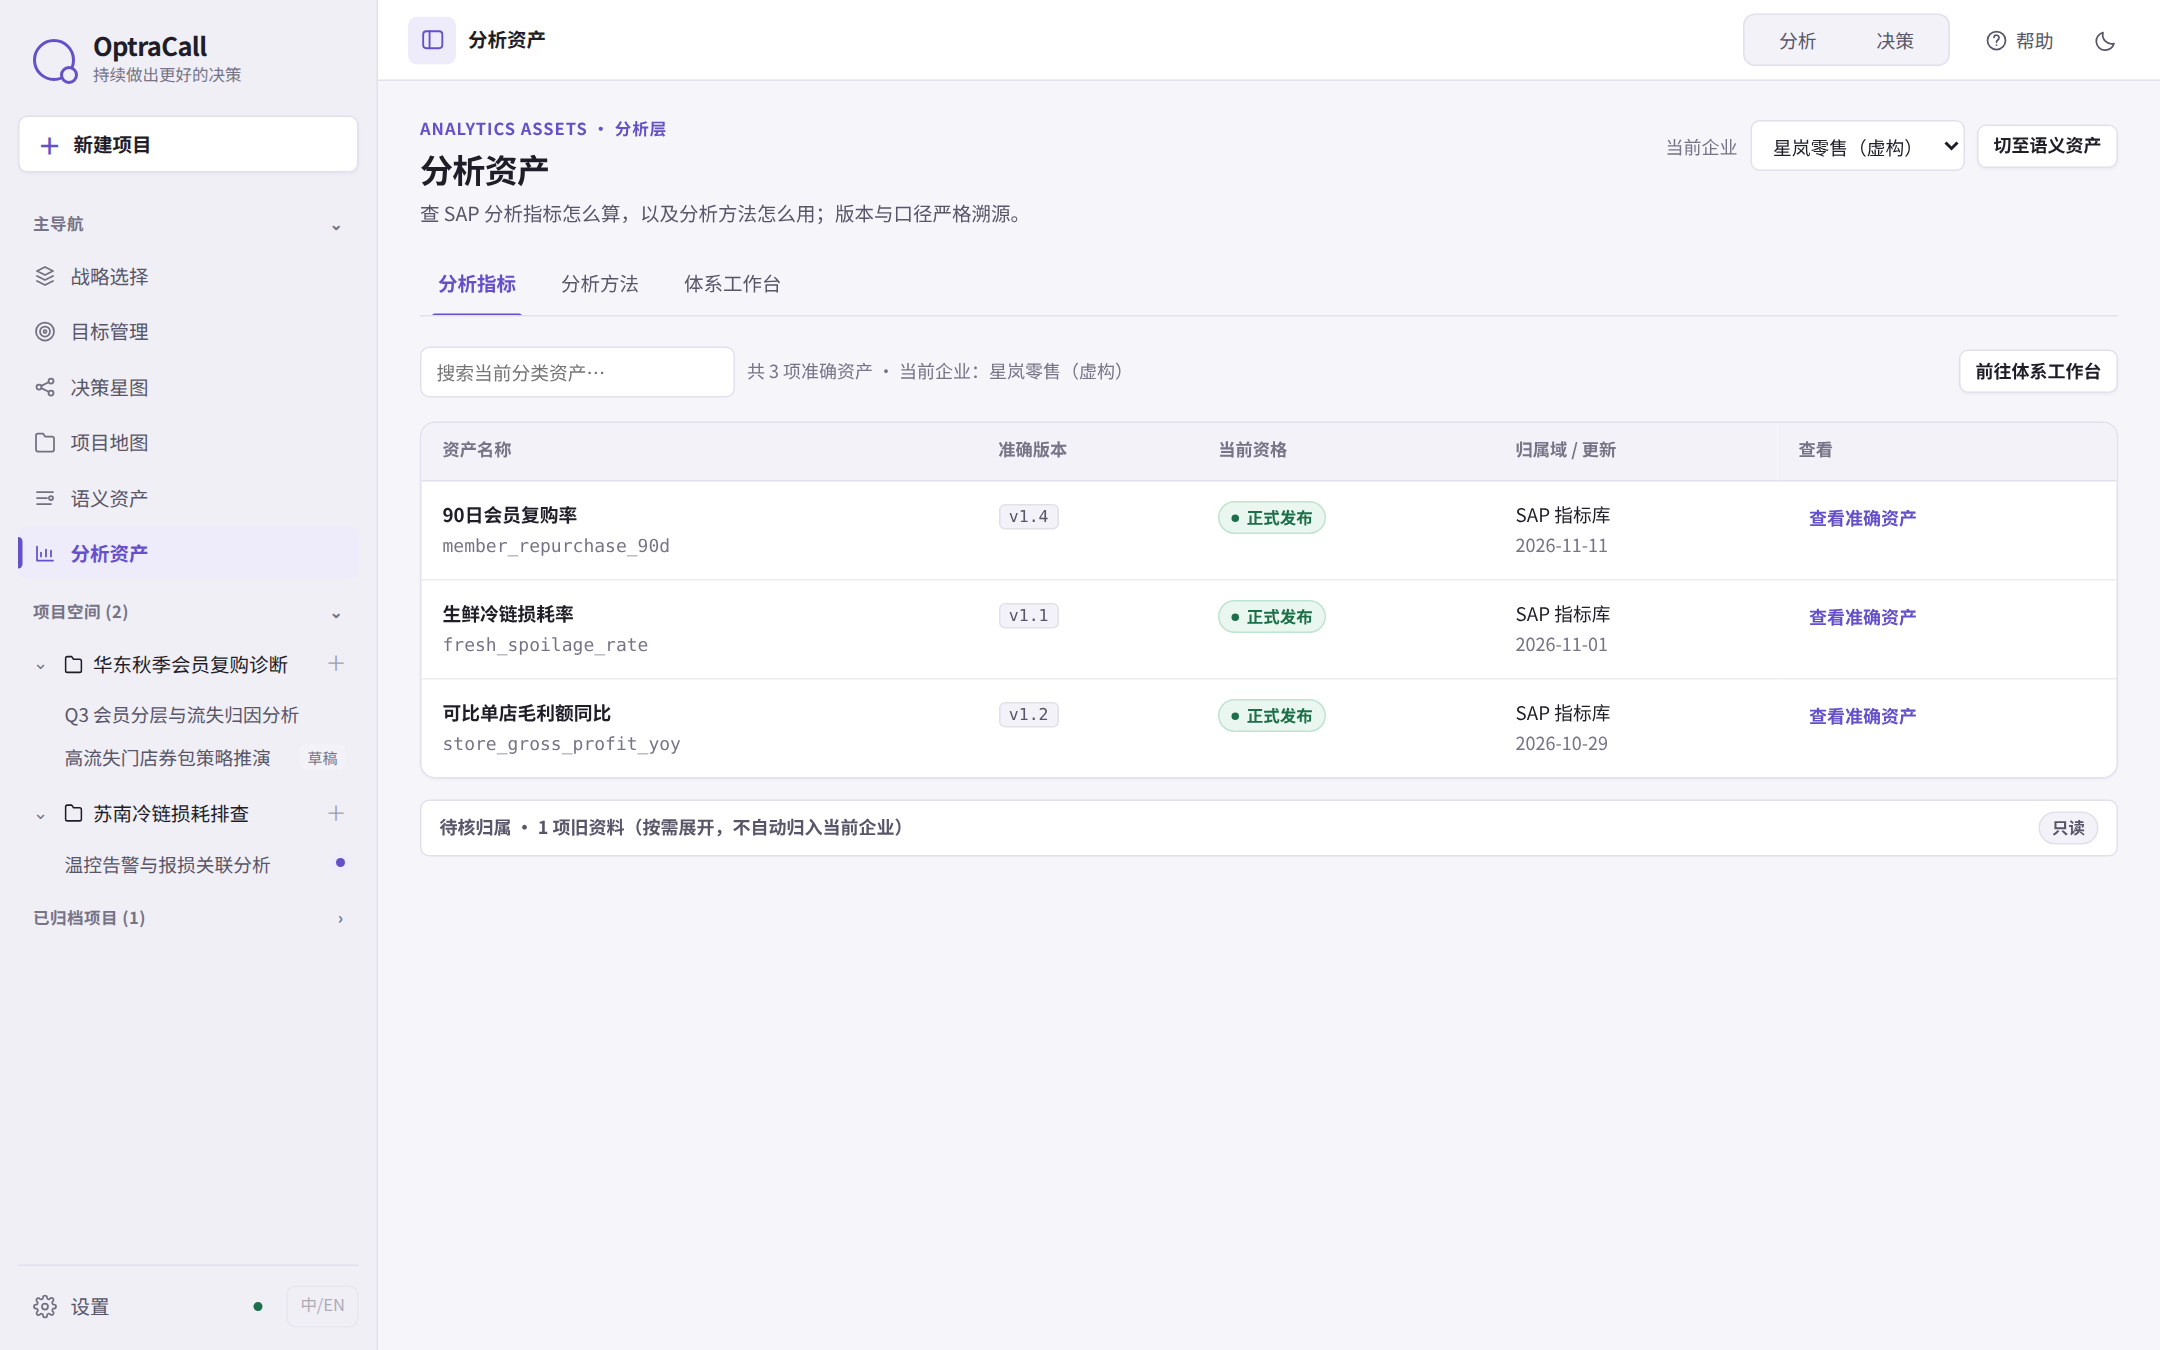 OptraCall
持续做出更好的决策
新建项目
主导航
战略选择
目标管理
决策星图
项目地图
语义资产
分析资产
项目空间 (2)
华东秋季会员复购诊断
Q3 会员分层与流失归因分析
高流失门店券包策略推演 草稿
苏南冷链损耗排查
温控告警与报损关联分析
已归档项目 (1)
设置 中/EN
分析资产
分析 决策 帮助
ANALYTICS ASSETS · 分析层
分析资产
查 SAP 分析指标怎么算，以及分析方法怎么用；版本与口径严格溯源。
当前企业 星岚零售（虚构） 切至语义资产
分析指标 分析方法 体系工作台
搜索当前分类资产… 共 3 项准确资产 · 当前企业：星岚零售（虚构） 前往体系工作台
资产名称 准确版本 当前资格 归属域 / 更新 查看
90日会员复购率 v1.4 正式发布 SAP 指标库 查看准确资产
member_repurchase_90d 2026-11-11
生鲜冷链损耗率 v1.1 正式发布 SAP 指标库 查看准确资产
fresh_spoilage_rate 2026-11-01
可比单店毛利额同比 v1.2 正式发布 SAP 指标库 查看准确资产
store_gross_profit_yoy 2026-10-29
待核归属 · 1 项旧资料（按需展开，不自动归入当前企业） 只读